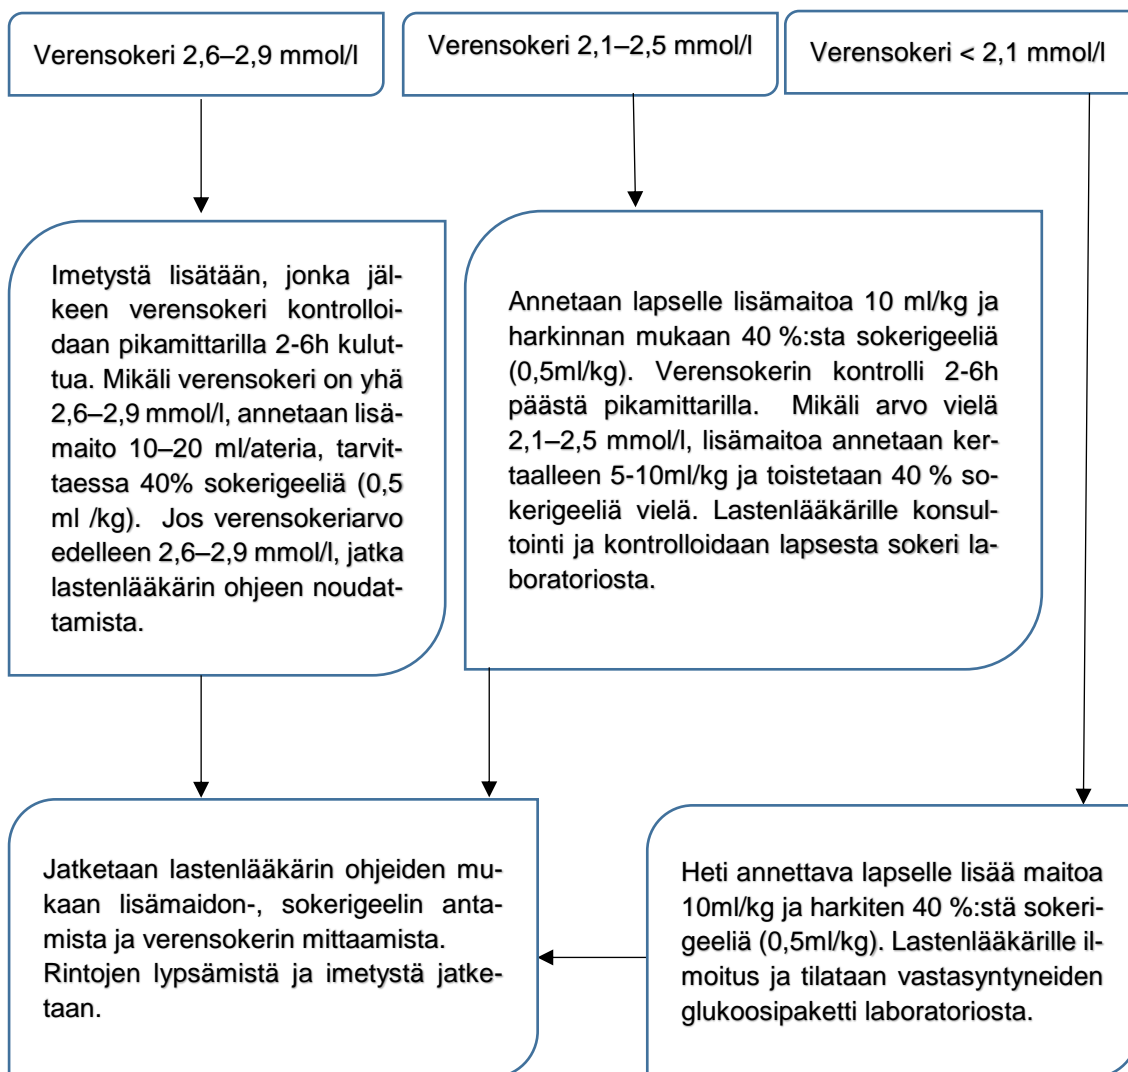 Verensokeri 2,6–2,9 mmol/l
Verensokeri 2,1–2,5 mmol/l
Verensokeri < 2,1 mmol/l
Imetystä lisätään, jonka jäl-
keen verensokeri kontrolloi-
daan pikamittarilla 2-6h kulut-
tua. Mikäli verensokeri on yhä
2,6–2,9 mmol/l, annetaan lisä-
maito 10–20 ml/ateria, tarvit-
taessa 40% sokerigeeliä (0,5
ml /kg). Jos verensokeriarvo
edelleen 2,6–2,9 mmol/l, jatka
lastenlääkärin ohjeen noudat-
tamista.
Annetaan lapselle lisämaitoa 10 ml/kg ja
harkinnan mukaan 40 %:sta sokerigeeliä
(0,5ml/kg). Verensokerin kontrolli 2-6h
päästä pikamittarilla. Mikäli arvo vielä
2,1–2,5 mmol/l, lisämaitoa annetaan ker-
taalleen 5-10ml/kg ja toistetaan 40 % so-
kerigeeliä vielä. Lastenlääkärille konsul-
tointi ja kontrolloidaan lapsesta sokeri la-
boratoriosta.
Jatketaan lastenlääkärin ohjeiden mu-
kaan lisämaidon-, sokerigeelin anta-
mista ja verensokerin mittaamista.
Rintojen lypsämistä ja imetystä jatke-
taan.
Heti annettava lapselle lisää maitoa
10ml/kg ja harkiten 40 %:stä sokeri-
geeliä (0,5ml/kg). Lastenlääkärille il-
moitus ja tilataan vastasyntyneiden
glukoosipaketti laboratoriosta.